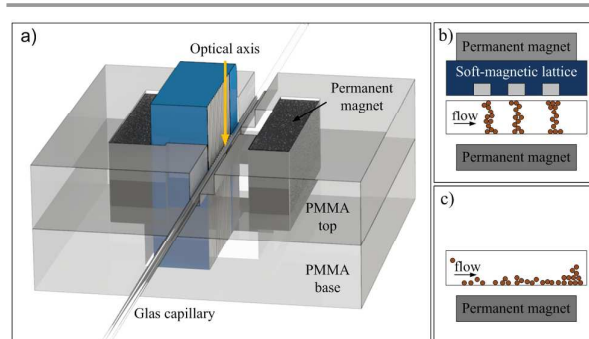 a)
Optical axis
Permanent
magnet
PMMA
top
PMMA
base
Glas capillary
b)
Permanent magnet
Soft-magnetic lattice
flow
Permanent magnet
c)
flow
Permanent magnet